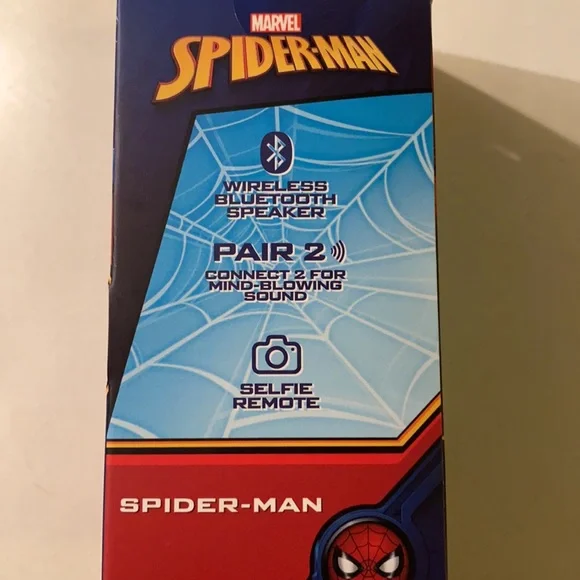 MARVEL
SPIDER-MAN
WIRELESS
BLUETOOTH
SPEAKER
PAIR 2
CONNECT 2 FOR
MIND-BLOWING
SOUND
SELFIE
REMOTE
SPIDER-MAN